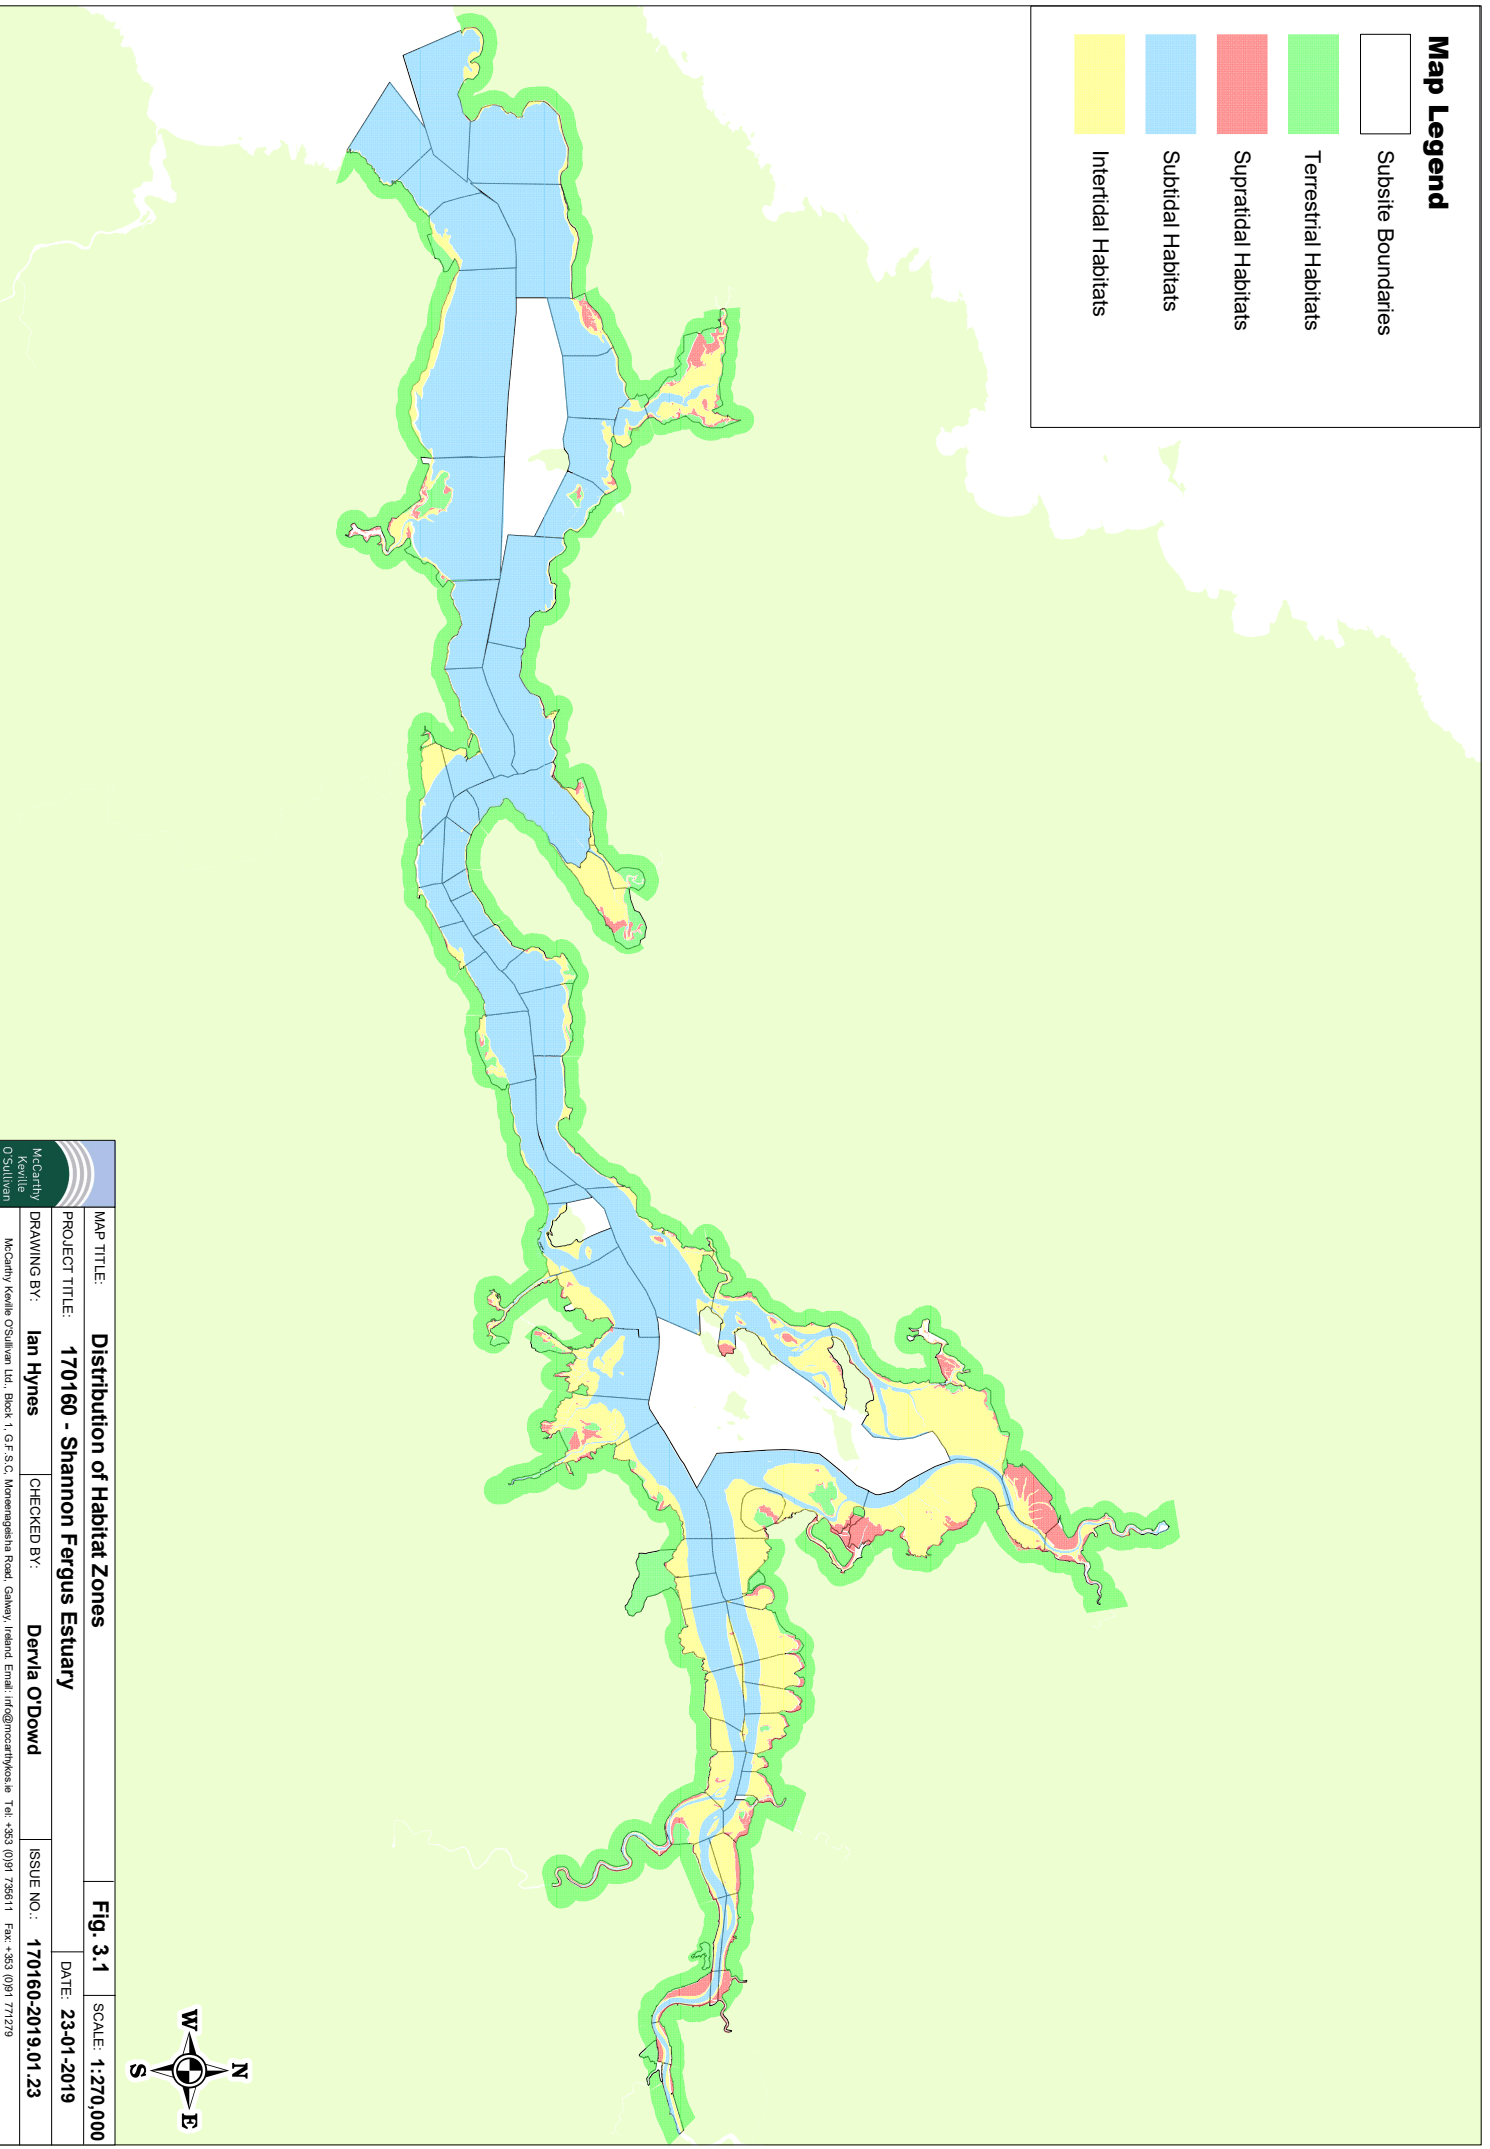 Map Legend
Subsite Boundaries
Terrestrial Habitats
Supratidal Habitats
Subtidal Habitats
Intertidal Habitats
N
W
E
S
McCarthy
Keville
O'Sullivan
MAP TITLE: Distribution of Habitat Zones
Fig. 3.1
SCALE: 1:270,000
PROJECT TITLE: 170160 - Shannon Fergus Estuary
DATE: 23-01-2019
DRAWING BY: Ian Hynes
CHECKED BY: Dervla O'Dowd
ISSUE NO.: 170160-2019.01.23
McCarthy Keville O'Sullivan Ltd., Block 1, G.F.S.C, Moneenageisha Road, Galway, Ireland. Email: info@mccarthykos.ie Tel: +353 (0)91 735611 Fax: +353 (0)91 771279